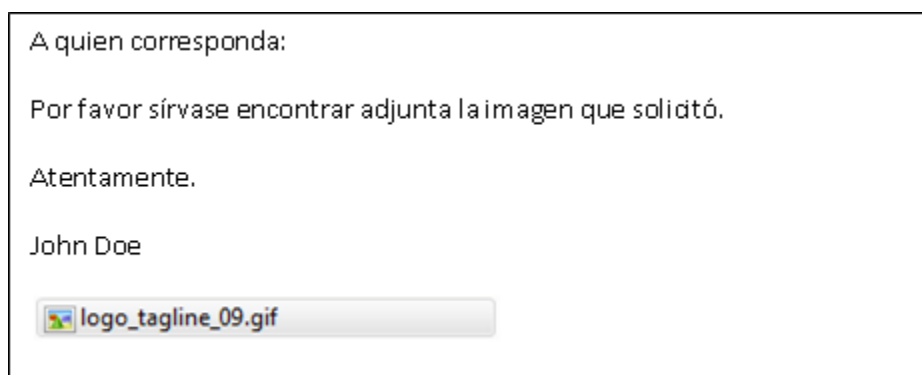 A quien corresponda:
Por favor sírvase encontrar adjunta la imagen que solicitó.
Atentamente.
John Doe
logo_tagline_09.gif